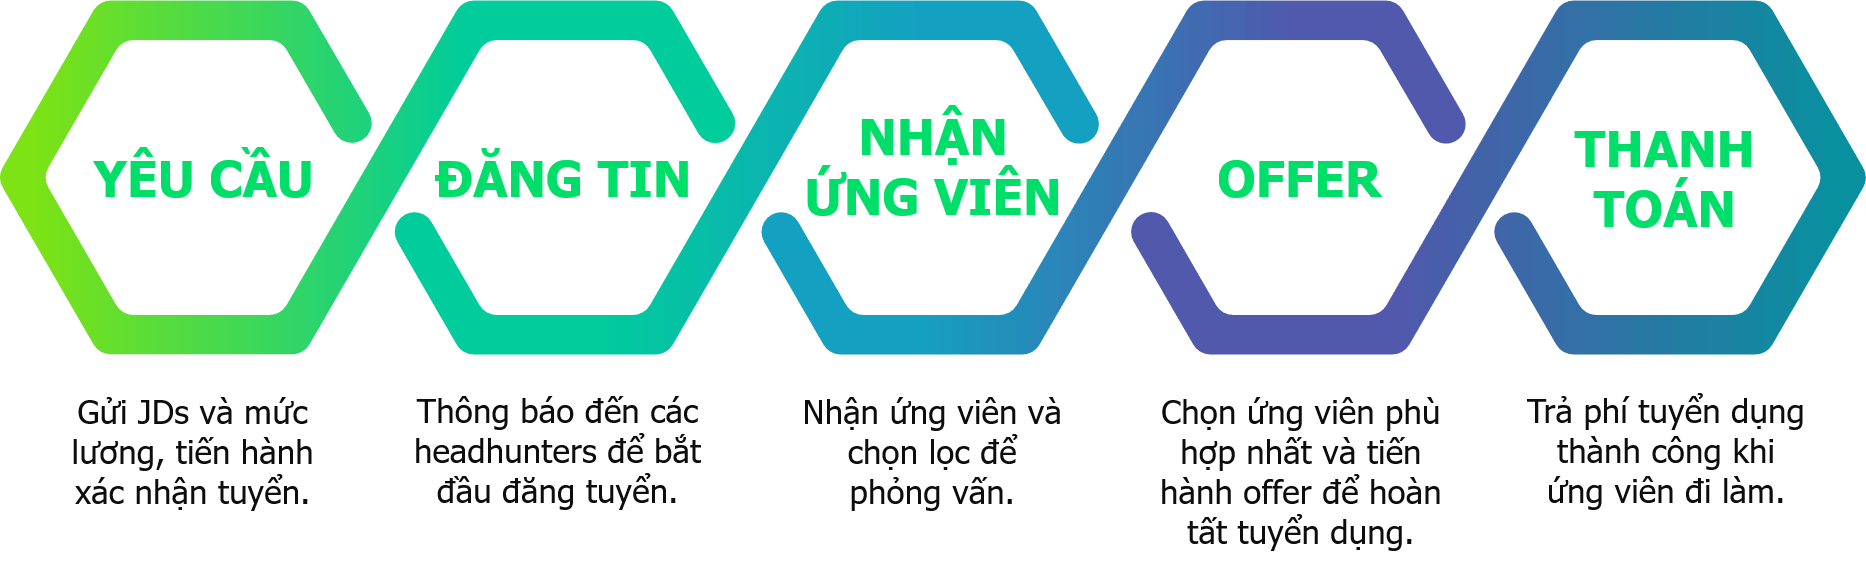 YÊU CẦU
Gửi JDs và mức
lương, tiến hành
xác nhận tuyển.
ĐĂNG TIN
Thông báo đến các
headhunters để bắt
đầu đăng tuyển.
NHẬN
ỨNG VIÊN
Nhận ứng viên và
chọn lọc để
phỏng vấn.
OFFER
Chọn ứng viên phù
hợp nhất và tiến
hành offer để hoàn
tất tuyển dụng.
THANH
TOÁN
Trả phí tuyển dụng
thành công khi
ứng viên đi làm.